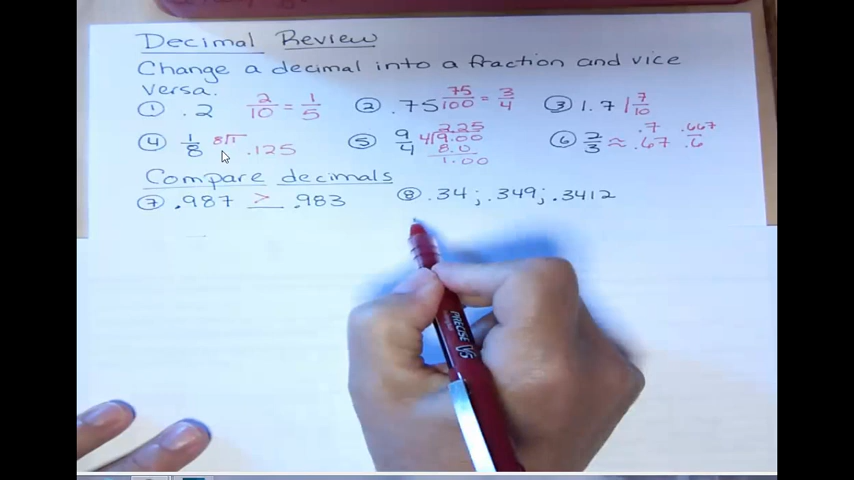 Decimal Review
Change a decimal into a fraction and vice
versa.
① .2 2/10 = 1/5 ② .75 75/100 = 3/4 ③ 1.7 1 7/10
④ 1/8 8⟌1 .125 ⑤ 9/4 4⟌9.00 2.25 8.0 1.00 ⑥ 2/3 ≈ .7 .67 .667 .6
Compare decimals
⑦ .987 > .983 ⑧ .34; .349; .3412
PRECISE V5